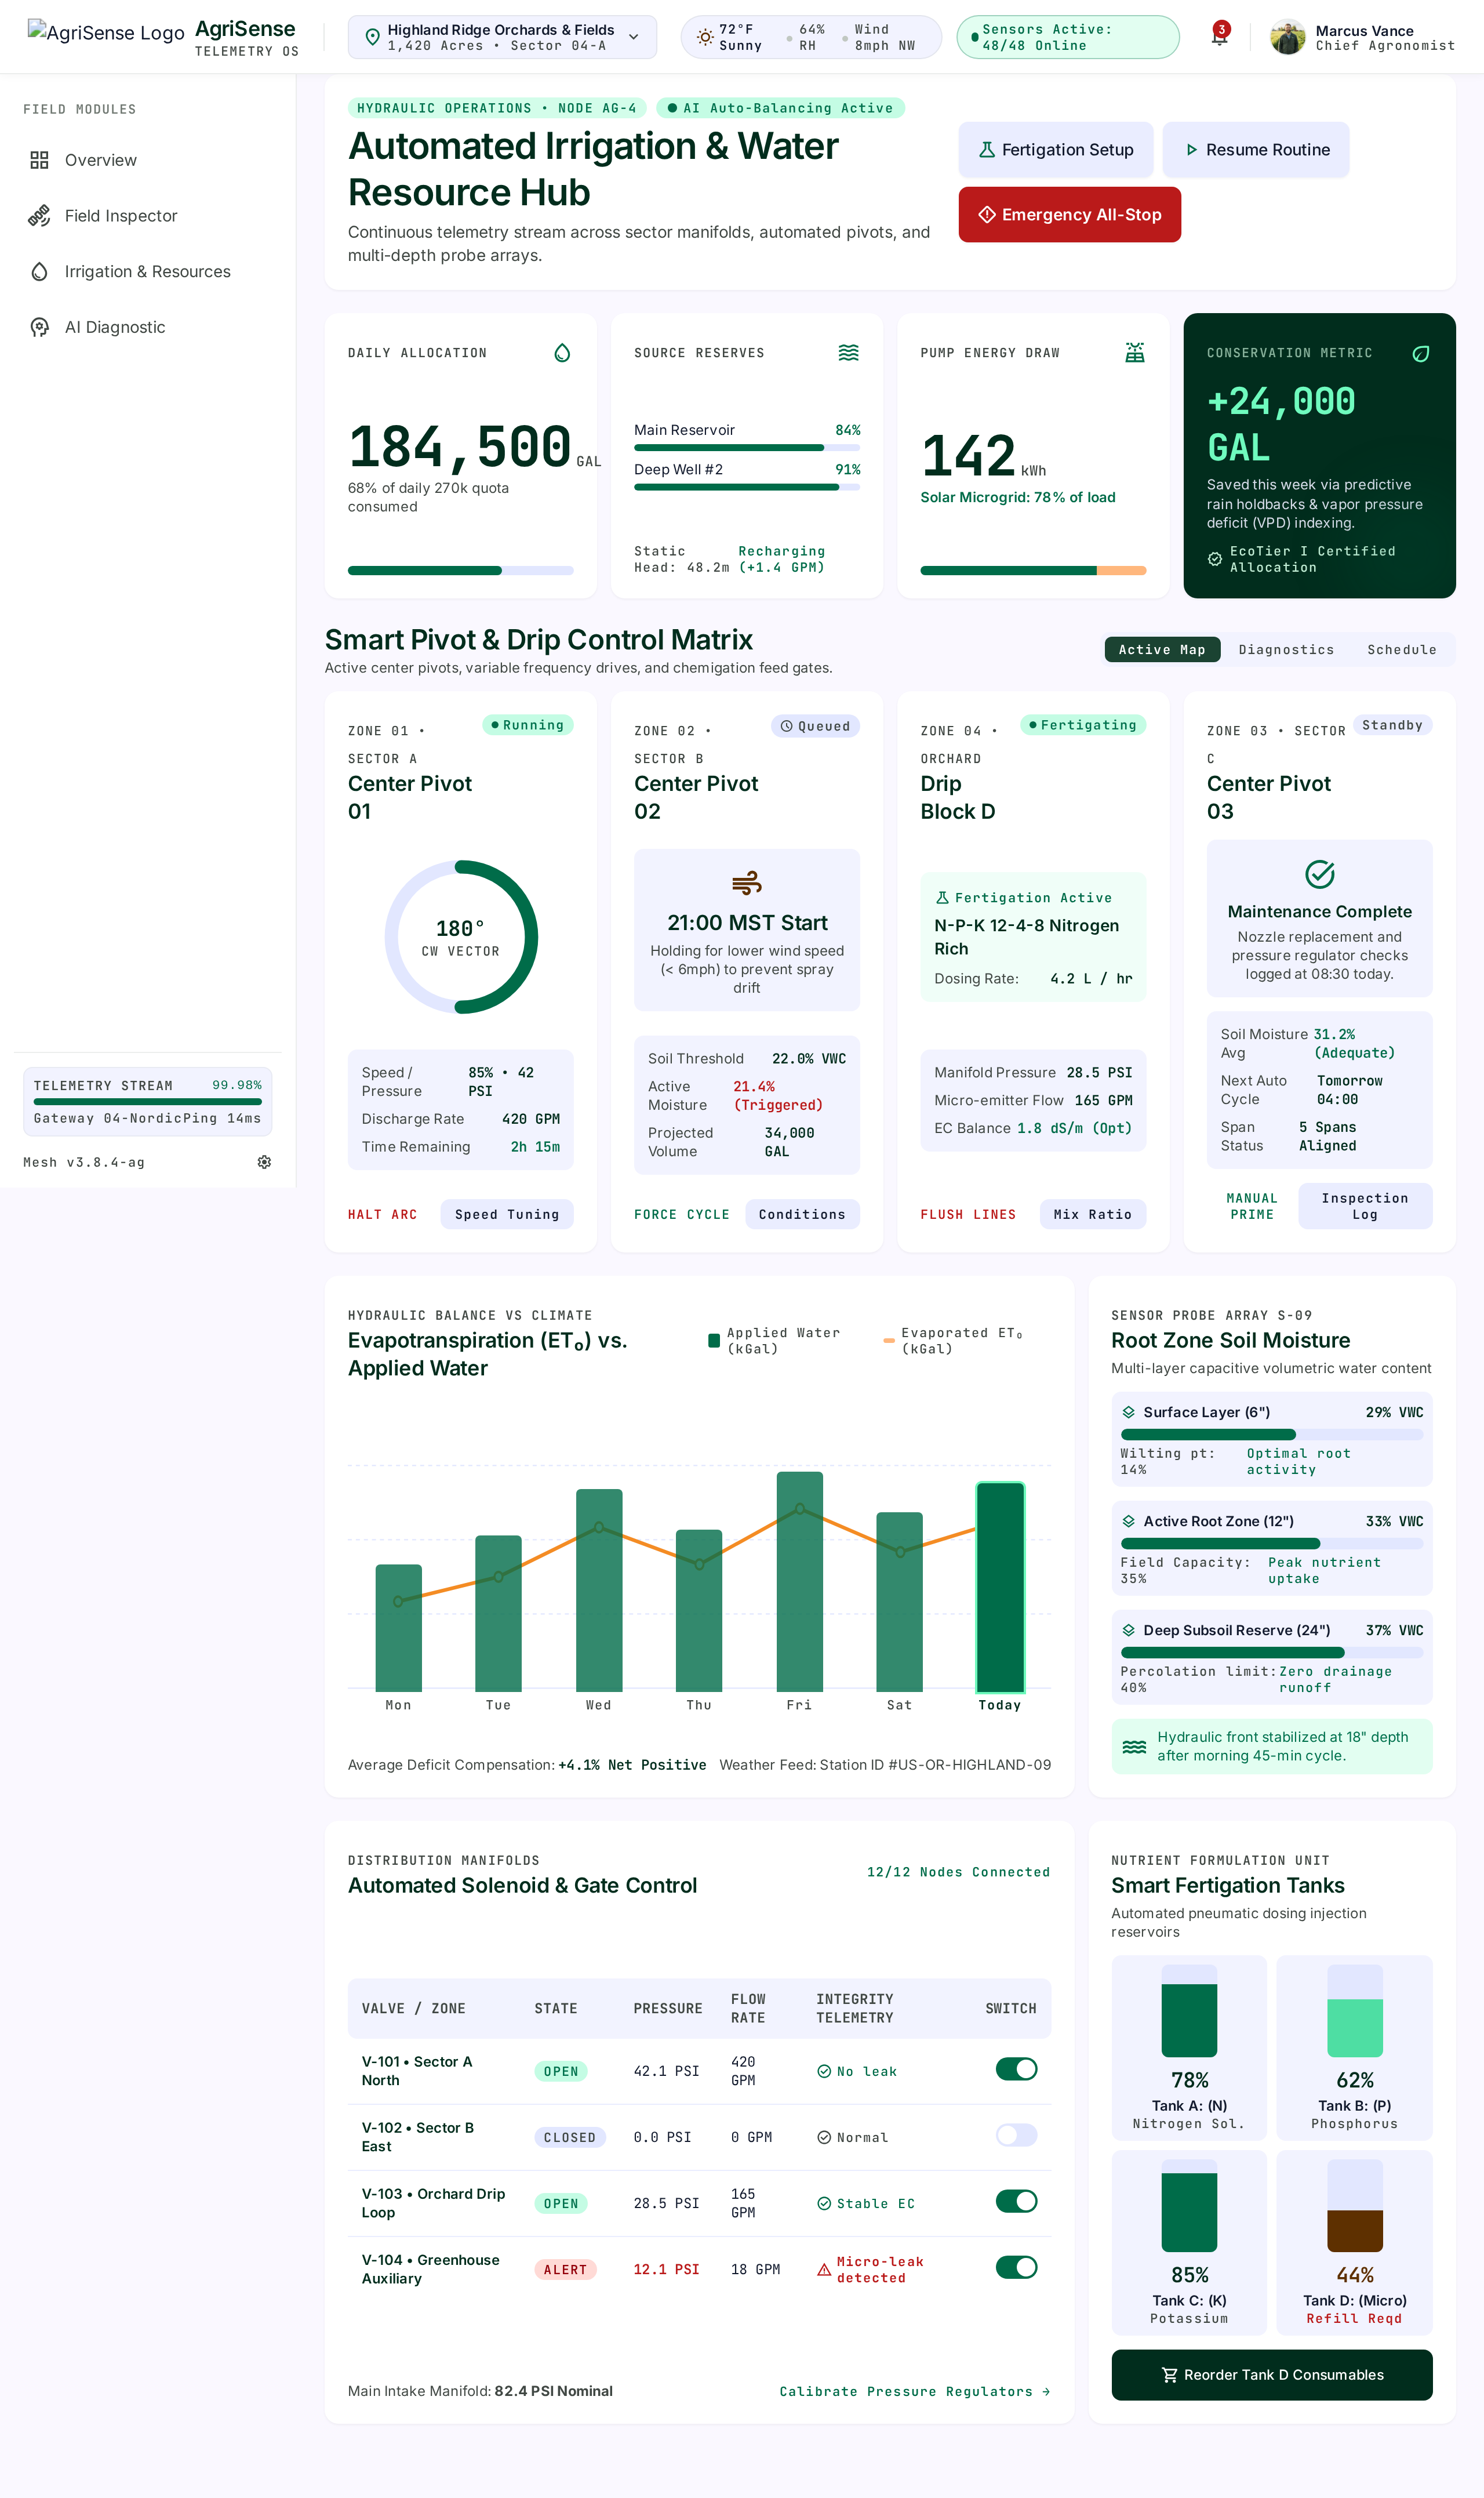 AgriSense Logo
AgriSense
TELEMETRY OS
Highland Ridge Orchards & Fields
1,420 Acres • Sector 04-A
72°F
Sunny
64%
RH
Wind
8mph NW
Sensors Active:
48/48 Online
3
Marcus Vance
Chief Agronomist
FIELD MODULES
Overview
Field Inspector
Irrigation & Resources
AI Diagnostic
TELEMETRY STREAM 99.98%
Gateway 04-NordicPing 14ms
Mesh v3.8.4-ag
HYDRAULIC OPERATIONS • NODE AG-4
AI Auto-Balancing Active
Automated Irrigation & Water
Resource Hub
Continuous telemetry stream across sector manifolds, automated pivots, and
multi-depth probe arrays.
Fertigation Setup
Resume Routine
Emergency All-Stop
DAILY ALLOCATION
184,500 GAL
68% of daily 270k quota
consumed
SOURCE RESERVES
Main Reservoir 84%
Deep Well #2 91%
Static
Head: 48.2m
Recharging
(+1.4 GPM)
PUMP ENERGY DRAW
142 kWh
Solar Microgrid: 78% of load
CONSERVATION METRIC
+24,000
GAL
Saved this week via predictive
rain holdbacks & vapor pressure
deficit (VPD) indexing.
EcoTier I Certified
Allocation
Smart Pivot & Drip Control Matrix
Active center pivots, variable frequency drives, and chemigation feed gates.
Active Map
Diagnostics
Schedule
ZONE 01 •
SECTOR A
Running
Center Pivot
01
180°
CW VECTOR
Speed /
Pressure
85% • 42
PSI
Discharge Rate 420 GPM
Time Remaining 2h 15m
HALT ARC
Speed Tuning
ZONE 02 •
SECTOR B
Queued
Center Pivot
02
21:00 MST Start
Holding for lower wind speed
(< 6mph) to prevent spray
drift
Soil Threshold 22.0% VWC
Active
Moisture
21.4%
(Triggered)
Projected
Volume
34,000
GAL
FORCE CYCLE
Conditions
ZONE 04 •
ORCHARD
Fertigating
Drip
Block D
Fertigation Active
N-P-K 12-4-8 Nitrogen
Rich
Dosing Rate: 4.2 L / hr
Manifold Pressure 28.5 PSI
Micro-emitter Flow 165 GPM
EC Balance 1.8 dS/m (Opt)
FLUSH LINES
Mix Ratio
ZONE 03 • SECTOR
C
Standby
Center Pivot
03
Maintenance Complete
Nozzle replacement and
pressure regulator checks
logged at 08:30 today.
Soil Moisture
Avg
31.2%
(Adequate)
Next Auto
Cycle
Tomorrow
04:00
Span
Status
5 Spans
Aligned
MANUAL
PRIME
Inspection
Log
HYDRAULIC BALANCE VS CLIMATE
Evapotranspiration (ET₀) vs.
Applied Water
Applied Water
(kGal)
Evaporated ET₀
(kGal)
Mon Tue Wed Thu Fri Sat Today
Average Deficit Compensation: +4.1% Net Positive
Weather Feed: Station ID #US-OR-HIGHLAND-09
SENSOR PROBE ARRAY S-09
Root Zone Soil Moisture
Multi-layer capacitive volumetric water content
Surface Layer (6") 29% VWC
Wilting pt:
14%
Optimal root
activity
Active Root Zone (12") 33% VWC
Field Capacity:
35%
Peak nutrient
uptake
Deep Subsoil Reserve (24") 37% VWC
Percolation limit:
40%
Zero drainage
runoff
Hydraulic front stabilized at 18" depth
after morning 45-min cycle.
DISTRIBUTION MANIFOLDS
Automated Solenoid & Gate Control
12/12 Nodes Connected
VALVE / ZONE
STATE
PRESSURE
FLOW
RATE
INTEGRITY
TELEMETRY
SWITCH
V-101 • Sector A
North
OPEN
42.1 PSI
420
GPM
No leak
V-102 • Sector B
East
CLOSED
0.0 PSI
0 GPM
Normal
V-103 • Orchard Drip
Loop
OPEN
28.5 PSI
165
GPM
Stable EC
V-104 • Greenhouse
Auxiliary
ALERT
12.1 PSI
18 GPM
Micro-leak
detected
Main Intake Manifold: 82.4 PSI Nominal
Calibrate Pressure Regulators →
NUTRIENT FORMULATION UNIT
Smart Fertigation Tanks
Automated pneumatic dosing injection
reservoirs
78%
Tank A: (N)
Nitrogen Sol.
62%
Tank B: (P)
Phosphorus
85%
Tank C: (K)
Potassium
44%
Tank D: (Micro)
Refill Reqd
Reorder Tank D Consumables